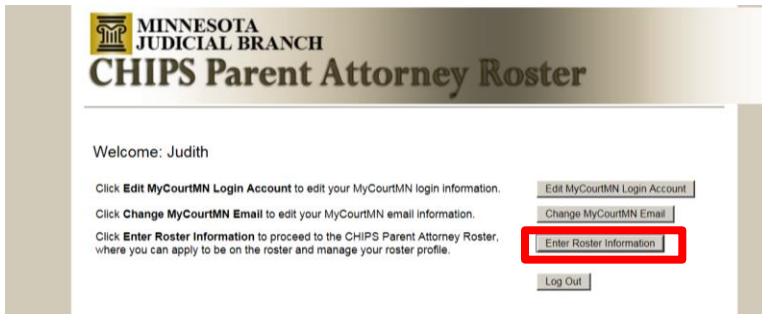 MINNESOTA
JUDICIAL BRANCH
CHIPS Parent Attorney Roster
Welcome: Judith
Click Edit MyCourtMN Login Account to edit your MyCourtMN login information.
Edit MyCourtMN Login Account
Click Change MyCourtMN Email to edit your MyCourtMN email information.
Change MyCourtMN Email
Click Enter Roster Information to proceed to the CHIPS Parent Attorney Roster,
where you can apply to be on the roster and manage your roster profile.
Enter Roster Information
Log Out